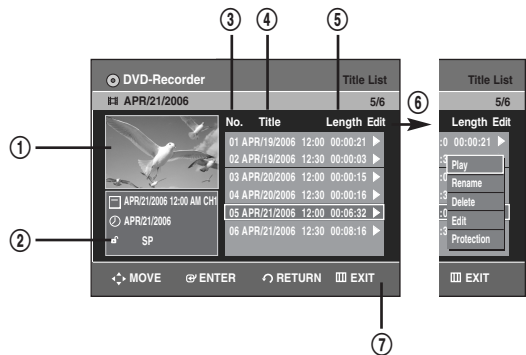 ③ ④ ⑤
DVD-Recorder Title List
APR/21/2006 5/6
No. Title Length Edit
01 APR/19/2006 12:00 00:00:21
02 APR/19/2006 12:30 00:00:03
03 APR/20/2006 12:00 00:00:15
04 APR/20/2006 12:30 00:00:16
05 APR/21/2006 12:00 00:06:32
06 APR/21/2006 12:30 00:08:16
①
APR/21/2006 12:00 AM CH1
APR/21/2006
② SP
MOVE ENTER RETURN EXIT
⑦
⑥
Title List
5/6
Length Edit
:0 00:00:21
Play
Rename
Delete
Edit
Protection
EXIT